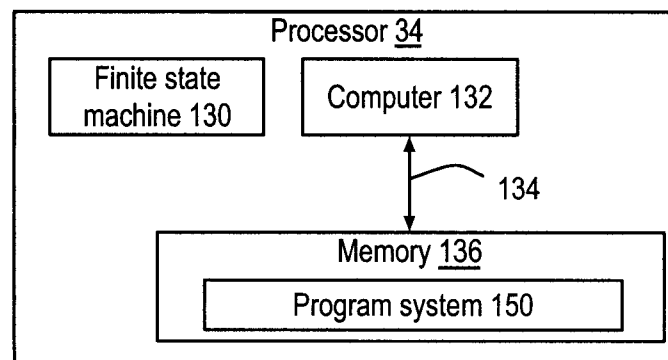 Processor 34
Finite state
machine 130
Computer 132
134
Memory 136
Program system 150